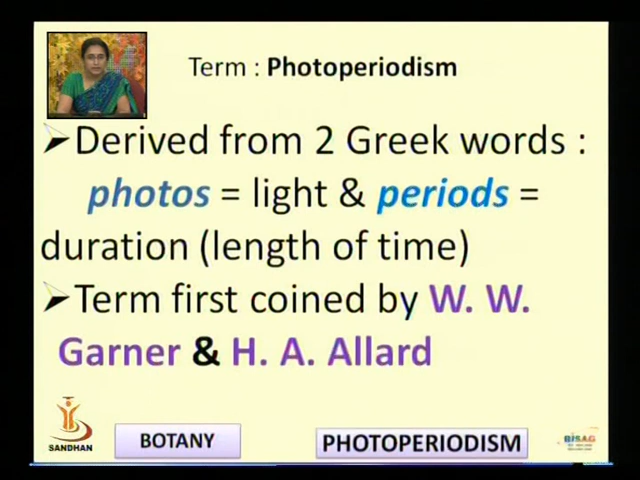 Term : Photoperiodism
➢Derived from 2 Greek words :
photos = light & periods =
duration (length of time)
➢Term first coined by W. W.
Garner & H. A. Allard
SANDHAN
BOTANY
PHOTOPERIODISM
BISAG